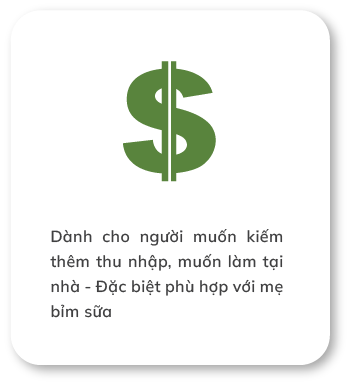 Dành cho người muốn kiếm
thêm thu nhập, muốn làm tại
nhà - Đặc biệt phù hợp với mẹ
bỉm sữa